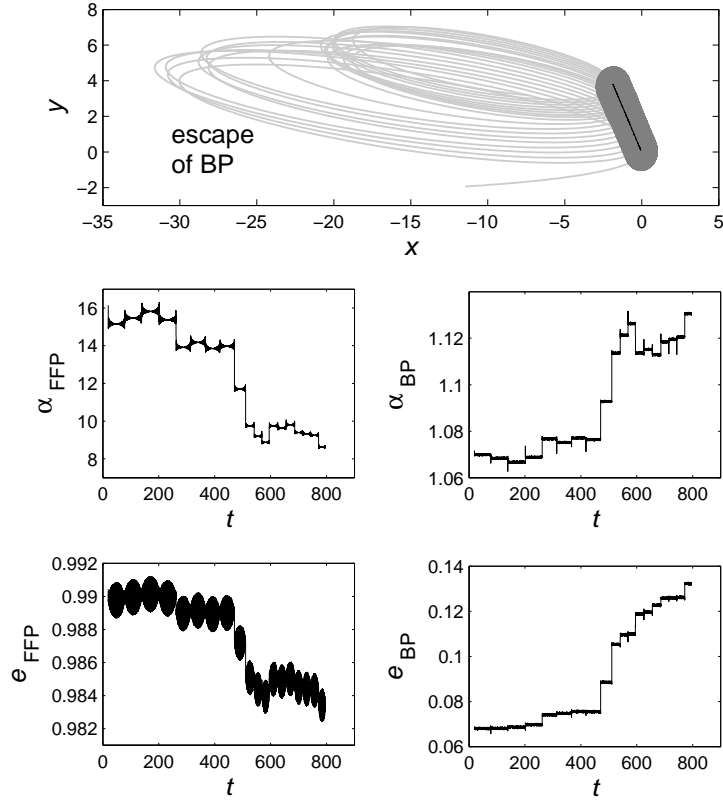 8
6
4
2
0
−2
y
escape
of BP
−35 −30 −25 −20 −15 −10 −5 0 5
x
16
14
12
10
8
α FFP
0 200 400 600 800
t
1.12
1.1
1.08
1.06
α BP
0 200 400 600 800
t
0.992
0.99
0.988
0.986
0.984
0.982
e FFP
0 200 400 600 800
t
0.14
0.12
0.1
0.08
0.06
e BP
0 200 400 600 800
t